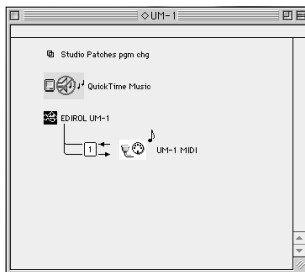 ◇UM-1
Studio Patches pgm chg
QuickTime Music
EDIROL UM-1
1
UM-1 MIDI